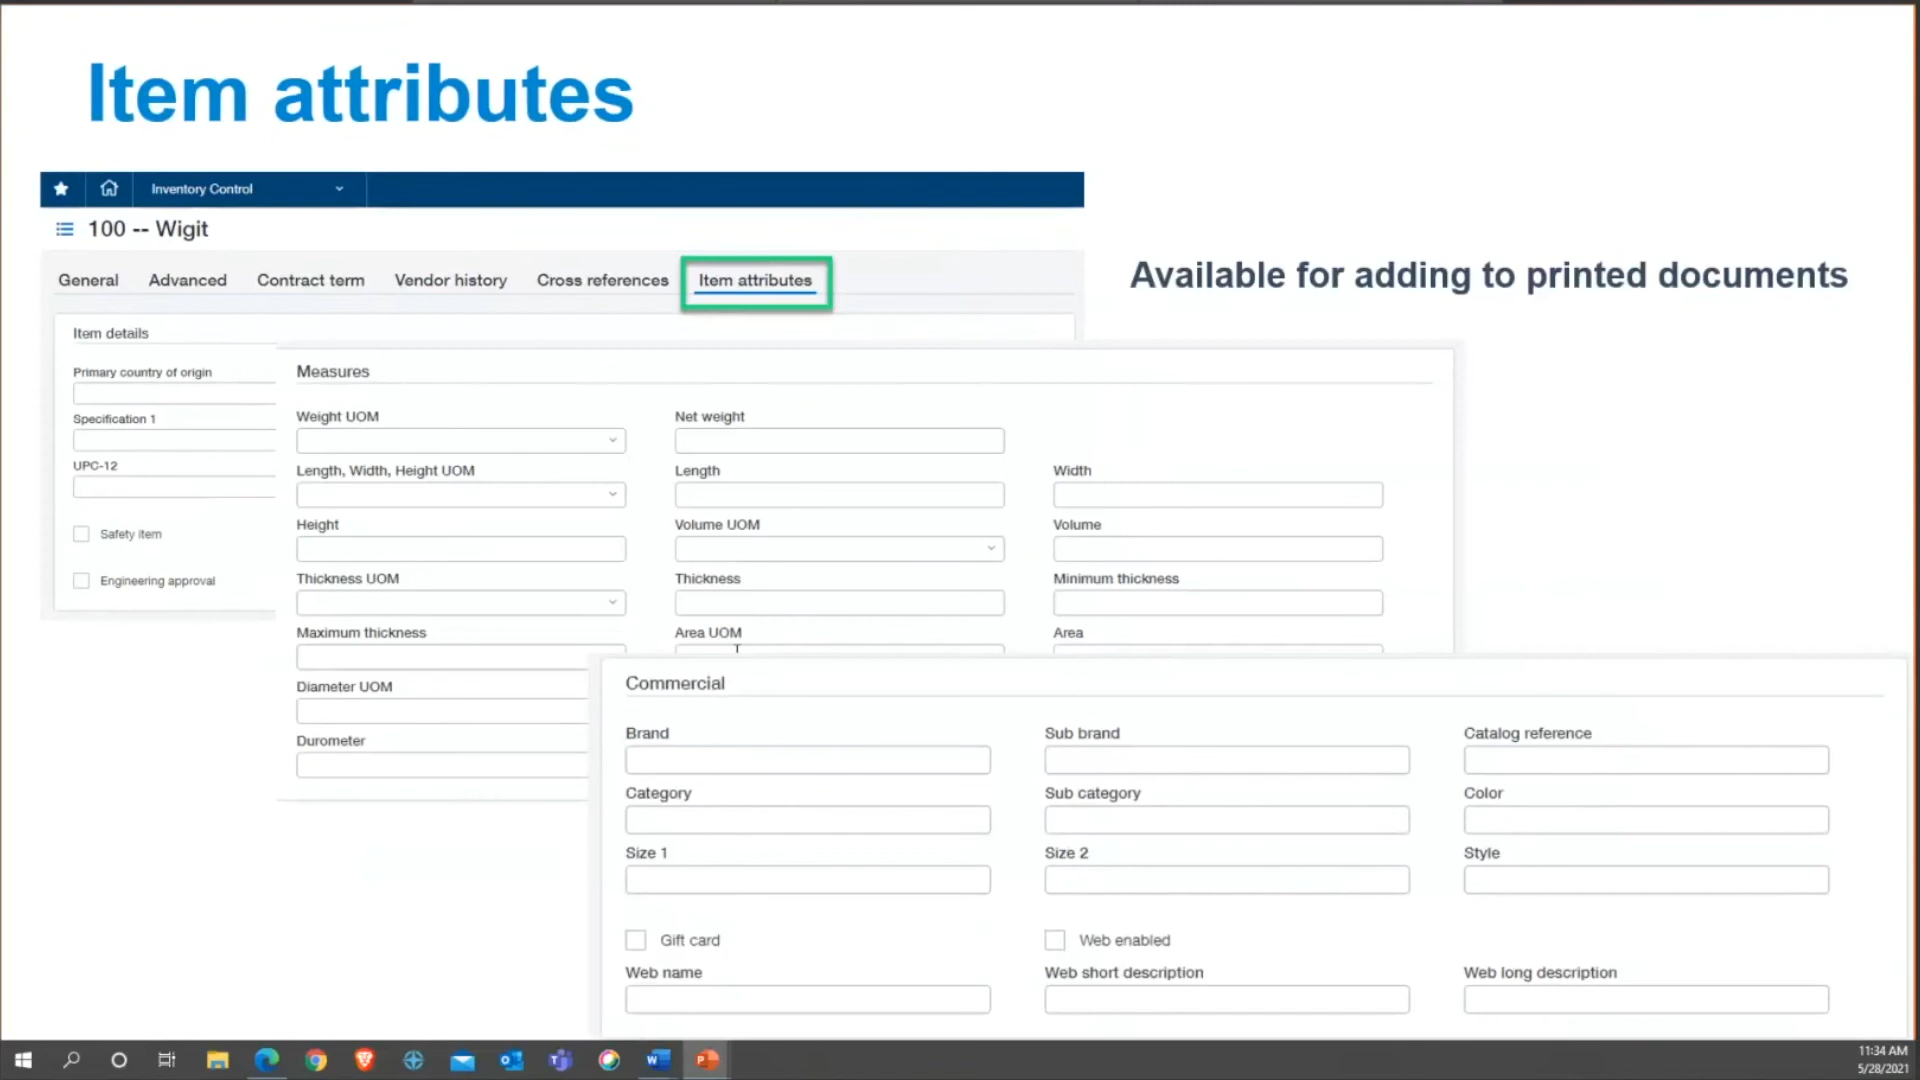 Item attributes
Inventory Control
100 -- Wigit
General Advanced Contract term Vendor history Cross references Item attributes
Available for adding to printed documents
Item details
Primary country of origin
Specification 1
UPC-12
Safety item
Engineering approval
Measures
Weight UOM Net weight
Length, Width, Height UOM Length Width
Height Volume UOM Volume
Thickness UOM Thickness Minimum thickness
Maximum thickness Area UOM Area
Diameter UOM
Durometer
Commercial
Brand Sub brand Catalog reference
Category Sub category Color
Size 1 Size 2 Style
Gift card Web enabled
Web name Web short description Web long description
11:34 AM
5/28/2021